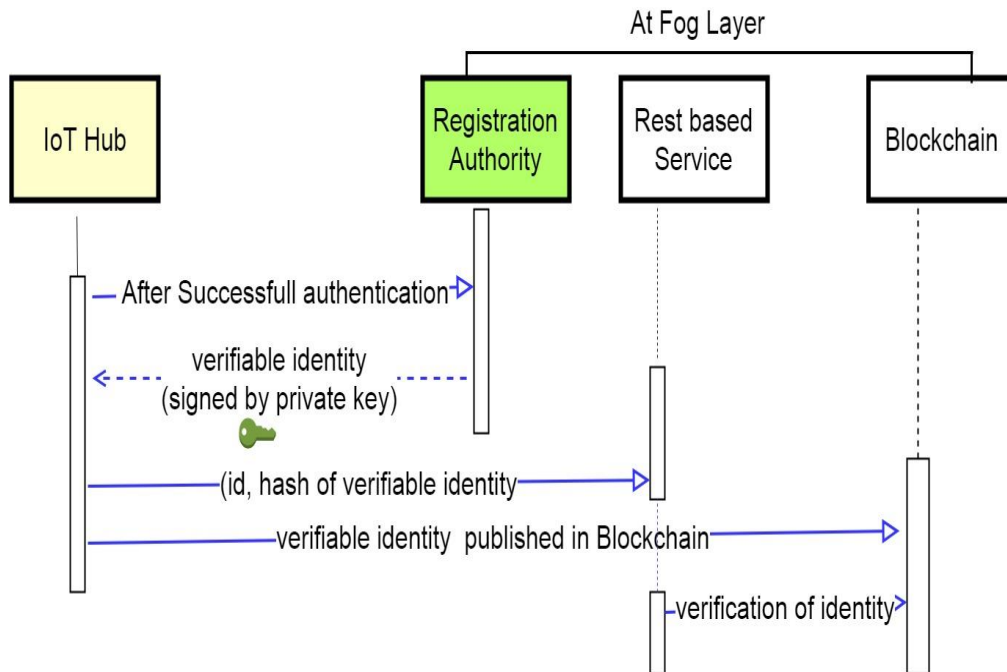 At Fog Layer
IoT Hub
Registration
Authority
Rest based
Service
Blockchain
After Successfull authentication
verifiable identity
(signed by private key)
(id, hash of verifiable identity
verifiable identity published in Blockchain
verification of identity